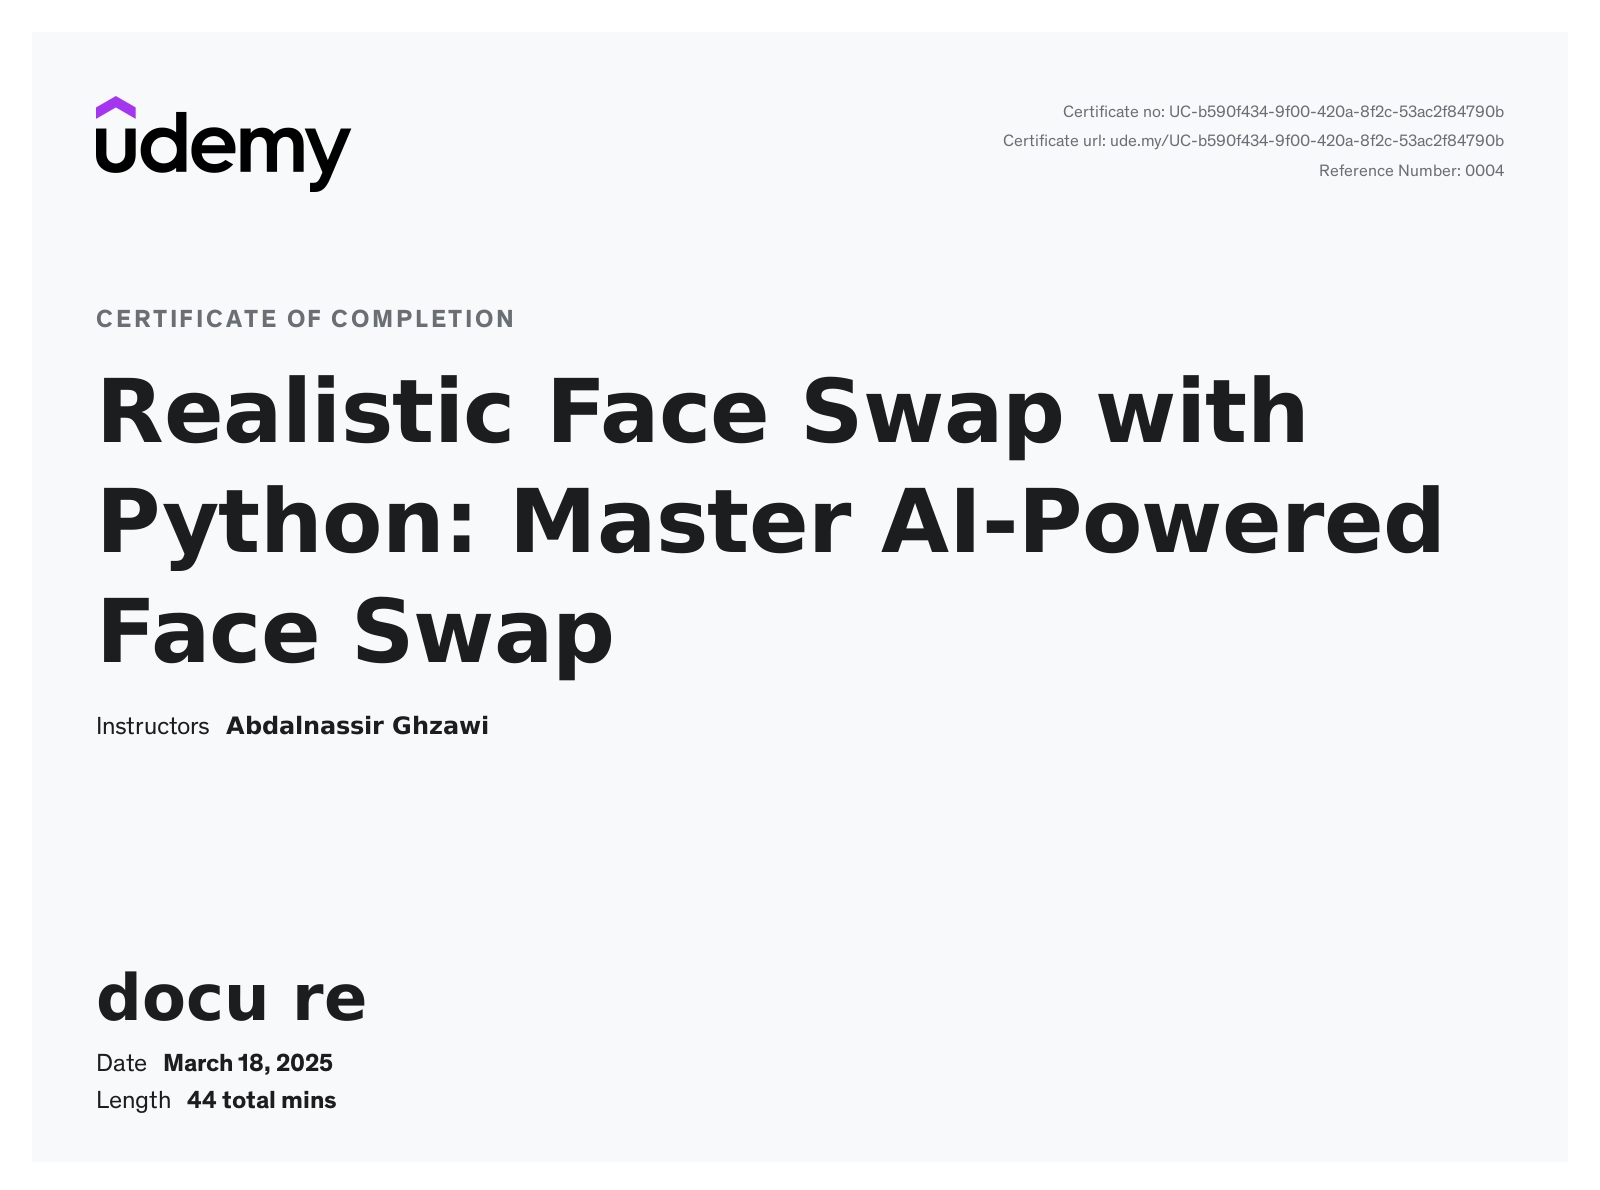 udemy
Certificate no: UC-b590f434-9f00-420a-8f2c-53ac2f84790b
Certificate url: ude.my/UC-b590f434-9f00-420a-8f2c-53ac2f84790b
Reference Number: 0004
CERTIFICATE OF COMPLETION
Realistic Face Swap with
Python: Master AI-Powered
Face Swap
Instructors Abdalnassir Ghzawi
docu re
Date March 18, 2025
Length 44 total mins